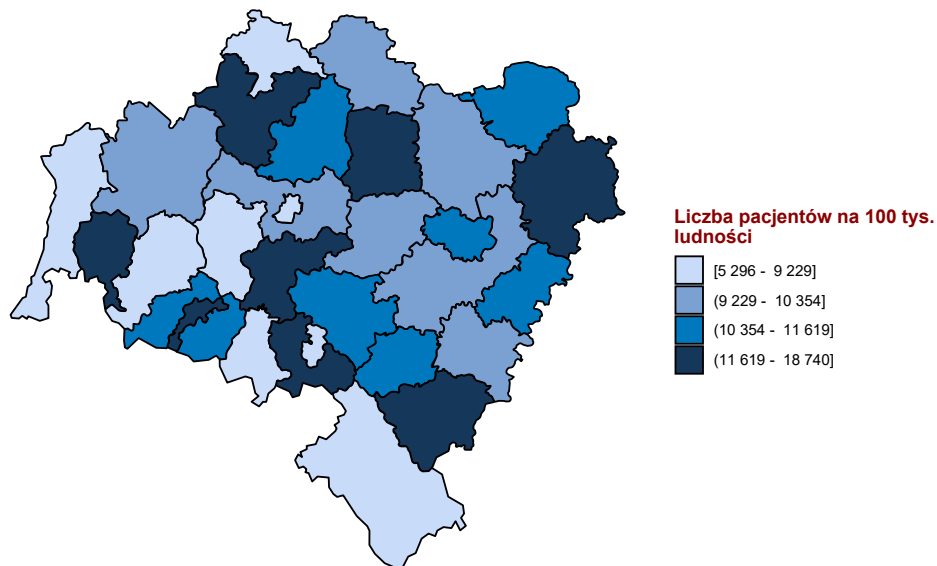 Liczba pacjentów na 100 tys.
ludności
[5 296 - 9 229]
(9 229 - 10 354]
(10 354 - 11 619]
(11 619 - 18 740]